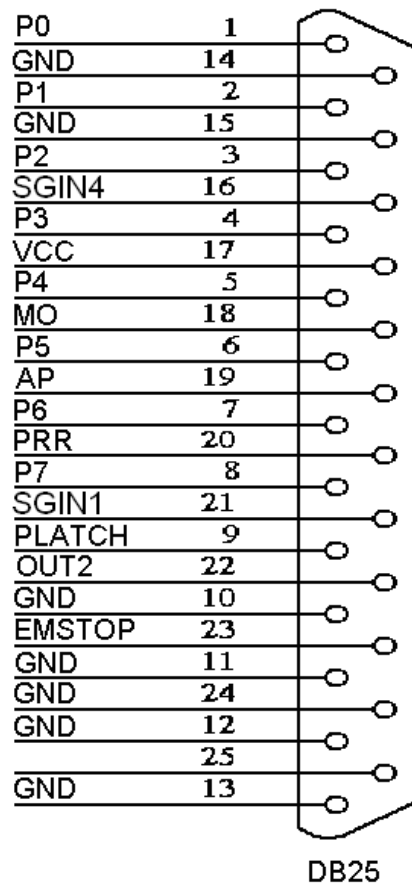 P0 1
GND 14
P1 2
GND 15
P2 3
SGIN4 16
P3 4
VCC 17
P4 5
MO 18
P5 6
AP 19
P6 7
PRR 20
P7 8
SGIN1 21
PLATCH 9
OUT2 22
GND 10
EMSTOP 23
GND 11
GND 24
GND 12
25
GND 13
DB25